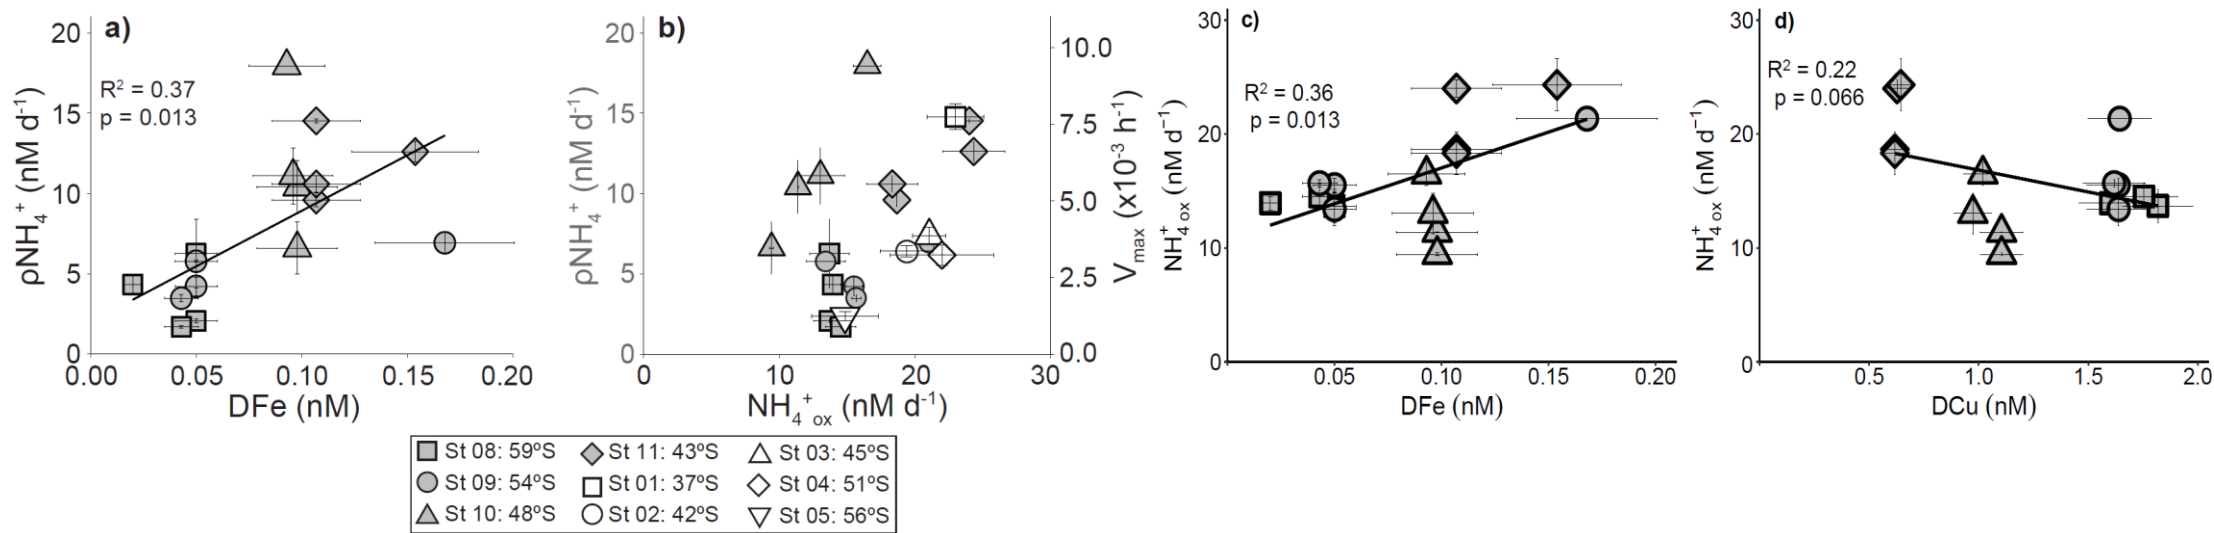 a)
R² = 0.37
p = 0.013
ρNH₄⁺ (nM d⁻¹)
20
15
10
5
0
0.00 0.05 0.10 0.15 0.20
DFe (nM)
b)
ρNH₄⁺ (nM d⁻¹)
20
15
10
5
0
0 10 20 30
NH₄⁺ₒₓ (nM d⁻¹)
10.0
7.5
5.0
2.5
0.0
Vmax (x10⁻³ h⁻¹)
c)
R² = 0.36
p = 0.013
NH₄⁺ₒₓ (nM d⁻¹)
30
20
10
0
0.05 0.10 0.15 0.20
DFe (nM)
d)
R² = 0.22
p = 0.066
NH₄⁺ₒₓ (nM d⁻¹)
30
20
10
0
0.5 1.0 1.5 2.0
DCu (nM)
St 08: 59ºS St 11: 43ºS St 03: 45ºS
St 09: 54ºS St 01: 37ºS St 04: 51ºS
St 10: 48ºS St 02: 42ºS St 05: 56ºS